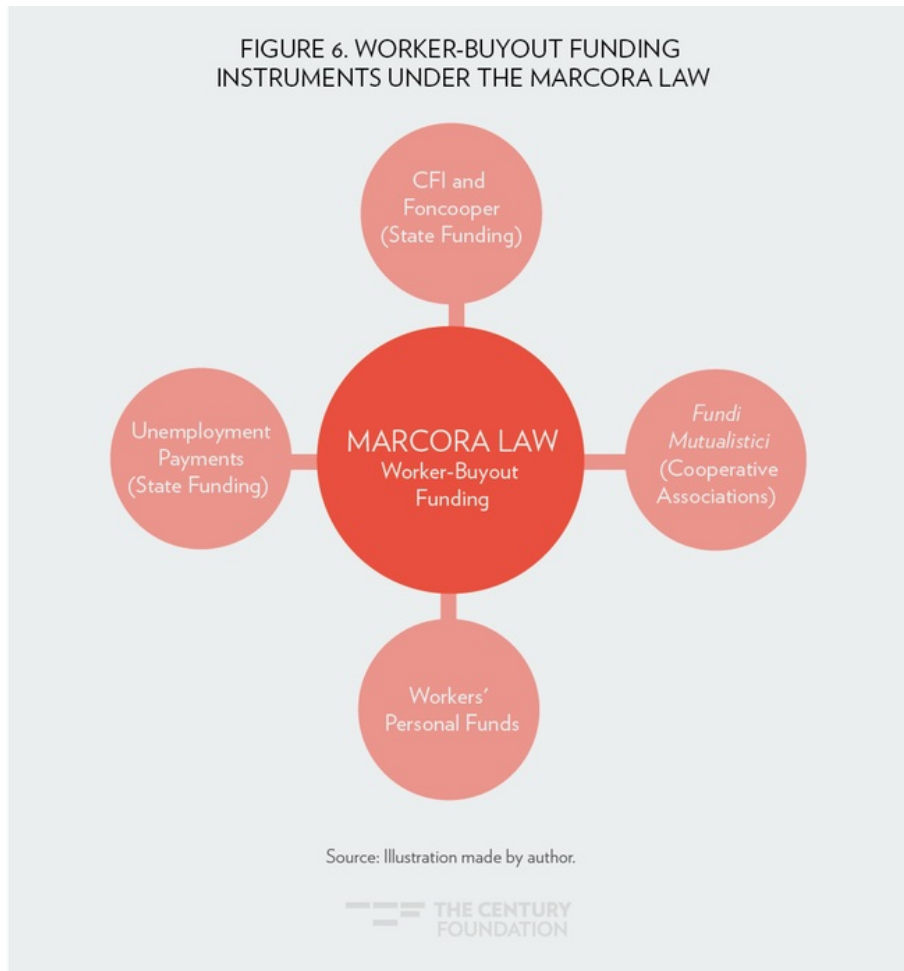 FIGURE 6. WORKER-BUYOUT FUNDING
INSTRUMENTS UNDER THE MARCORA LAW
CFI and
Foncooper
(State Funding)
Unemployment
Payments
(State Funding)
MARCORA LAW
Worker-Buyout
Funding
Fundi
Mutualistici
(Cooperative
Associations)
Workers'
Personal Funds
Source: Illustration made by author.
THE CENTURY
FOUNDATION